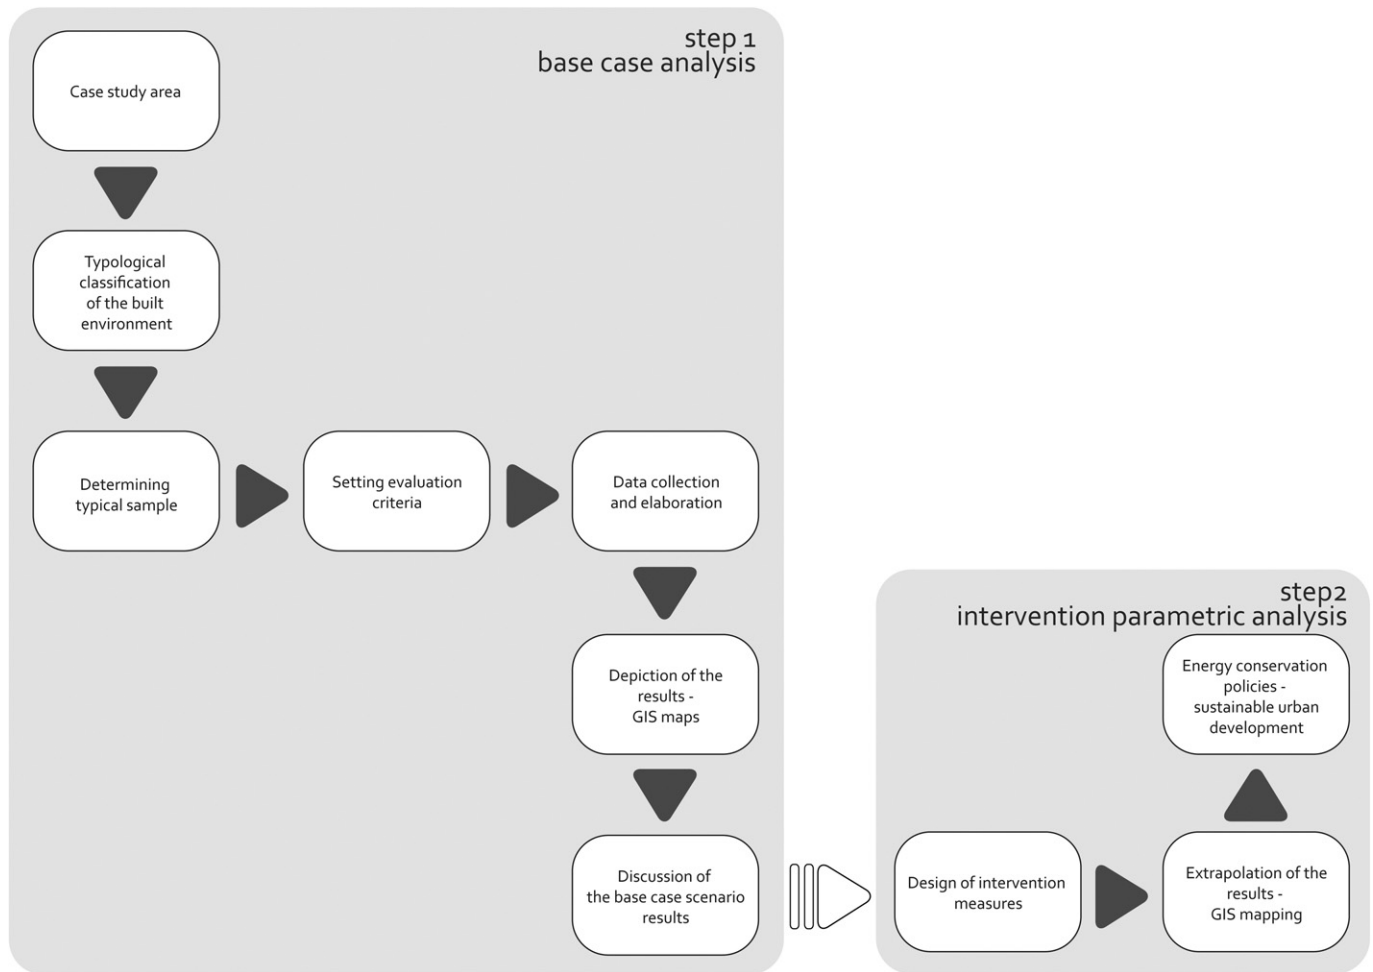 step 1
base case analysis
Case study area
Typological
classification
of the built
environment
Determining
typical sample
Setting evaluation
criteria
Data collection
and elaboration
Depiction of the
results -
GIS maps
Discussion of
the base case scenario
results
step2
intervention parametric analysis
Design of intervention
measures
Extrapolation of the
results -
GIS mapping
Energy conservation
policies -
sustainable urban
development